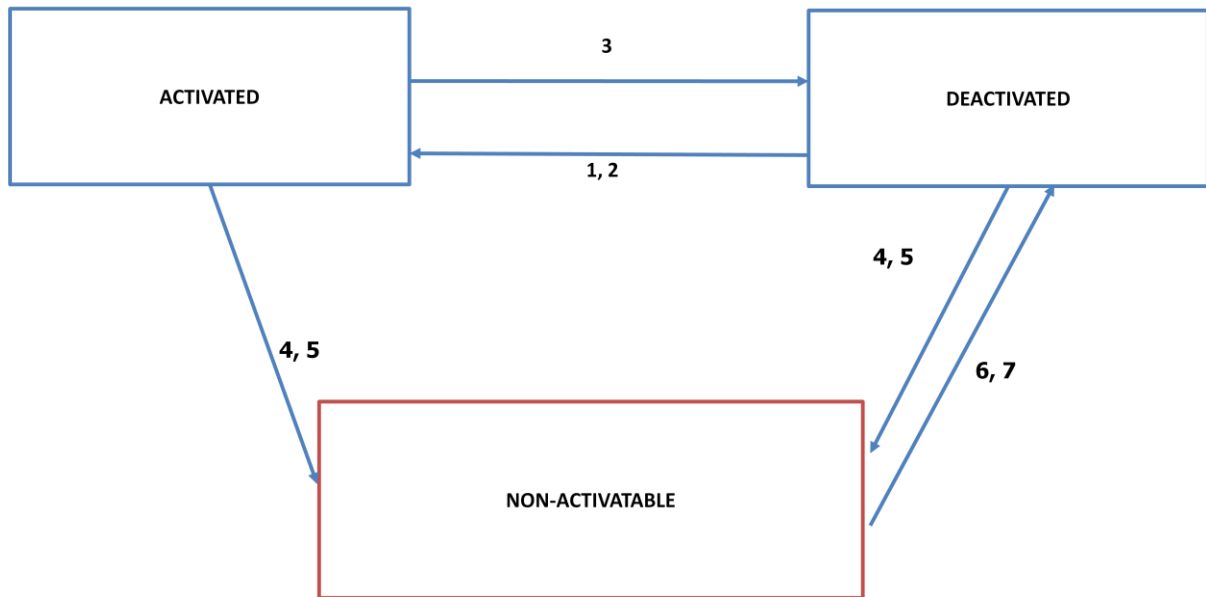 3
ACTIVATED
DEACTIVATED
1, 2
4, 5
4, 5
6, 7
NON-ACTIVATABLE